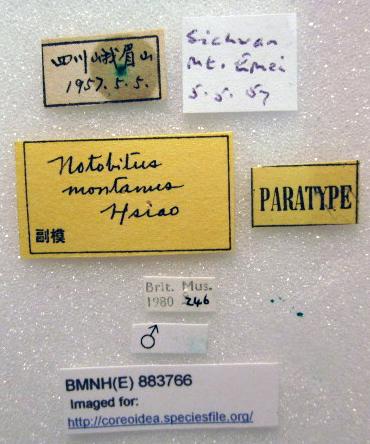 四川峨眉山
1957.5.5.
Sichuan
Mt. Emei
5.5.57
Notobitus
montanus
Hsiao
副模
PARATYPE
Brit. Mus.
1980 246
♂
BMNH(E) 883766
Imaged for:
http://coreoidea.speciesfile.org/